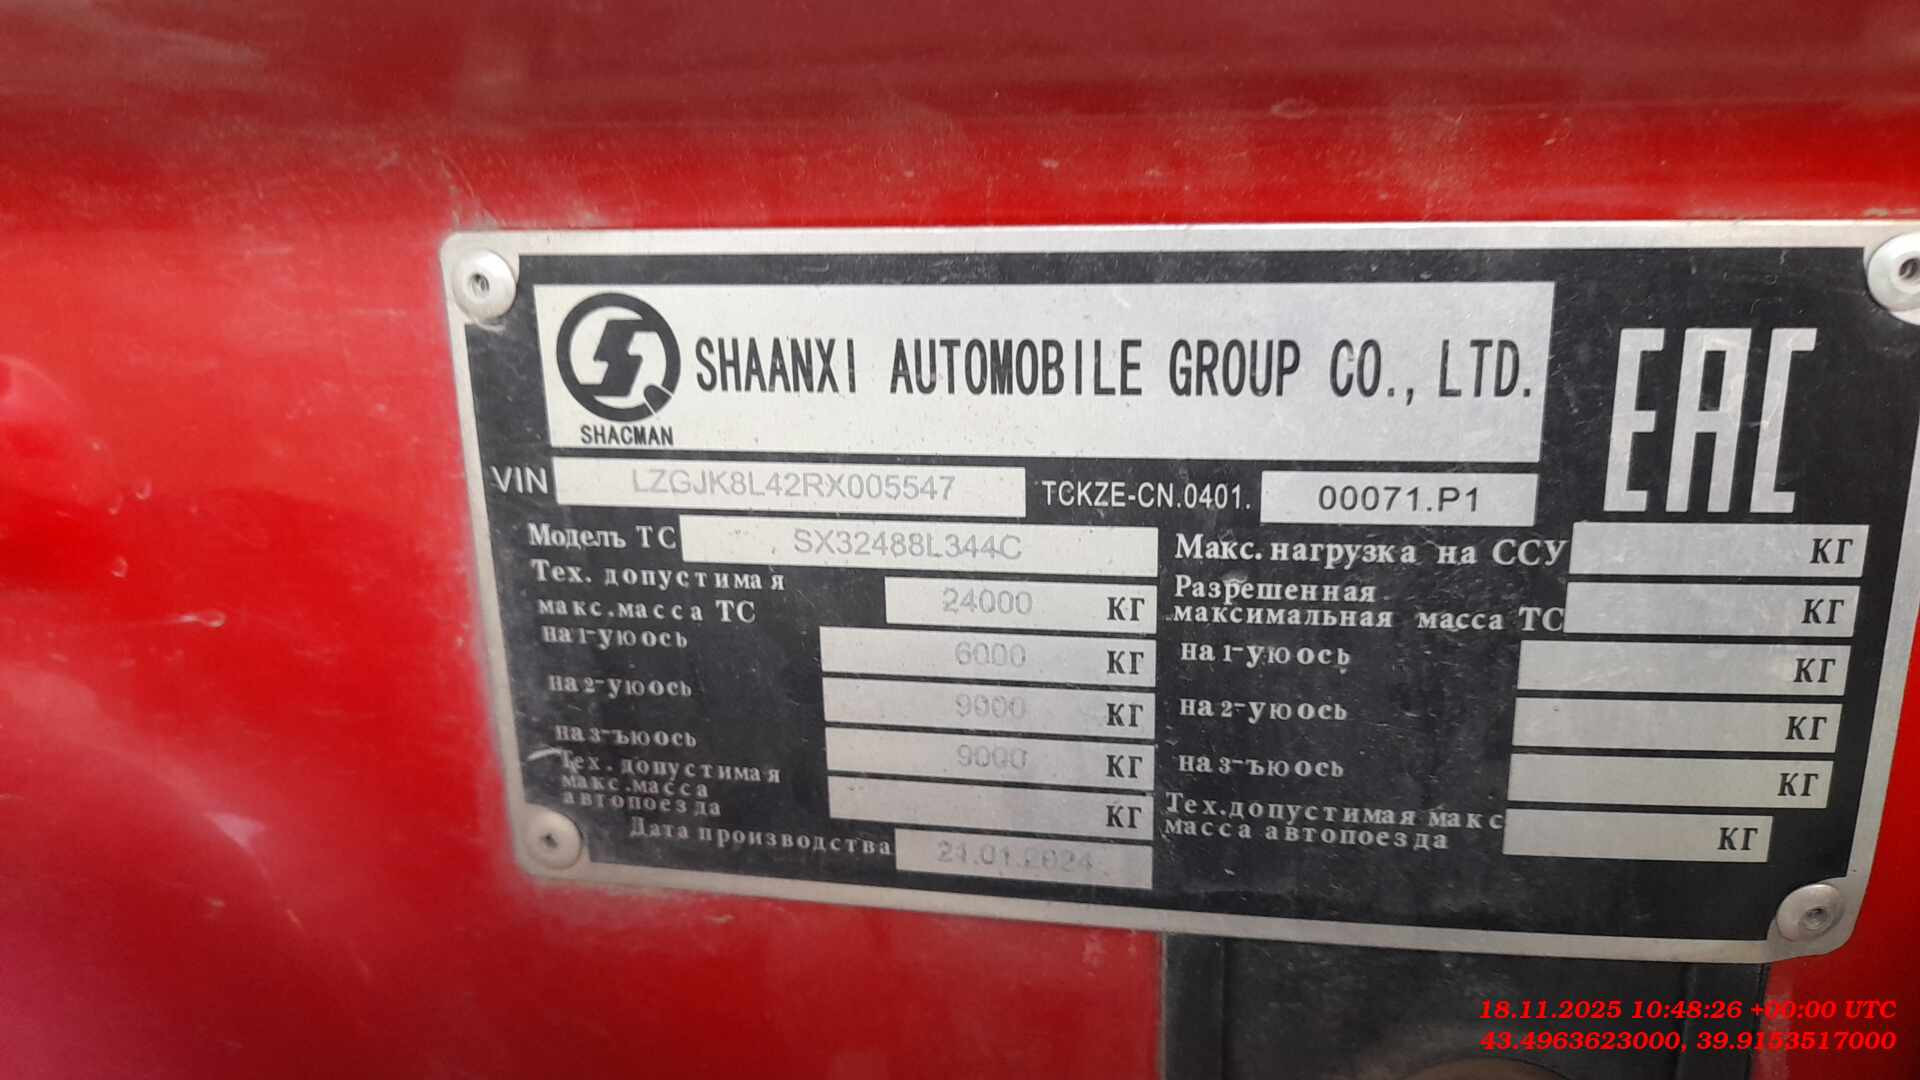 SHAANXI AUTOMOBILE GROUP CO., LTD.
SHACMAN
EAC
VIN LZGJK8L42RX005547 TCKZE-CN.0401. 00071.P1
Модель ТС SX32488L344C
Тех. допустимая
макс.масса ТС 24000 КГ
на 1-ую ось 6000 КГ
на 2-ую ось 9000 КГ
на 3-ью ось 9000 КГ
Тех. допустимая
макс.масса
автопоезда КГ
Дата производства 21.01.2024
Макс. нагрузка на ССУ КГ
Разрешенная
максимальная масса ТС КГ
на 1-ую ось КГ
на 2-ую ось КГ
на 3-ъю ось КГ
Тех.допустимая макс
масса автопоезда КГ
18.11.2025 10:48:26 +00:00 UTC
43.4963623000, 39.9153517000